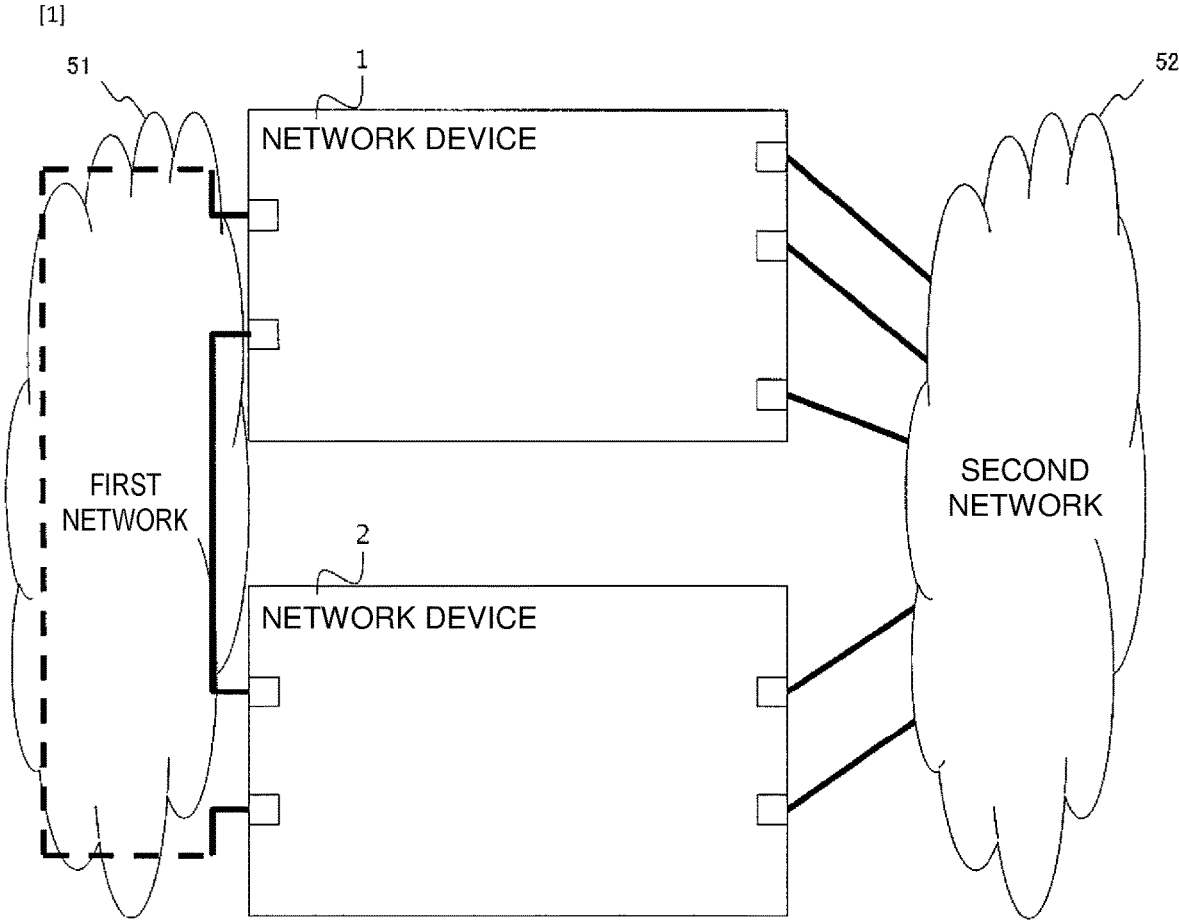 [1]
51
1
52
NETWORK DEVICE
FIRST
NETWORK
SECOND
NETWORK
2
NETWORK DEVICE